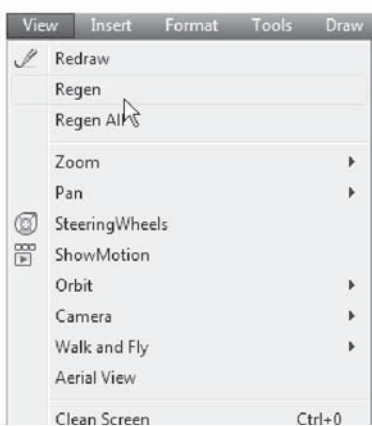 View Insert Format Tools Draw
Redraw
Regen
Regen All
Zoom
Pan
SteeringWheels
ShowMotion
Orbit
Camera
Walk and Fly
Aerial View
Clean Screen Ctrl+0